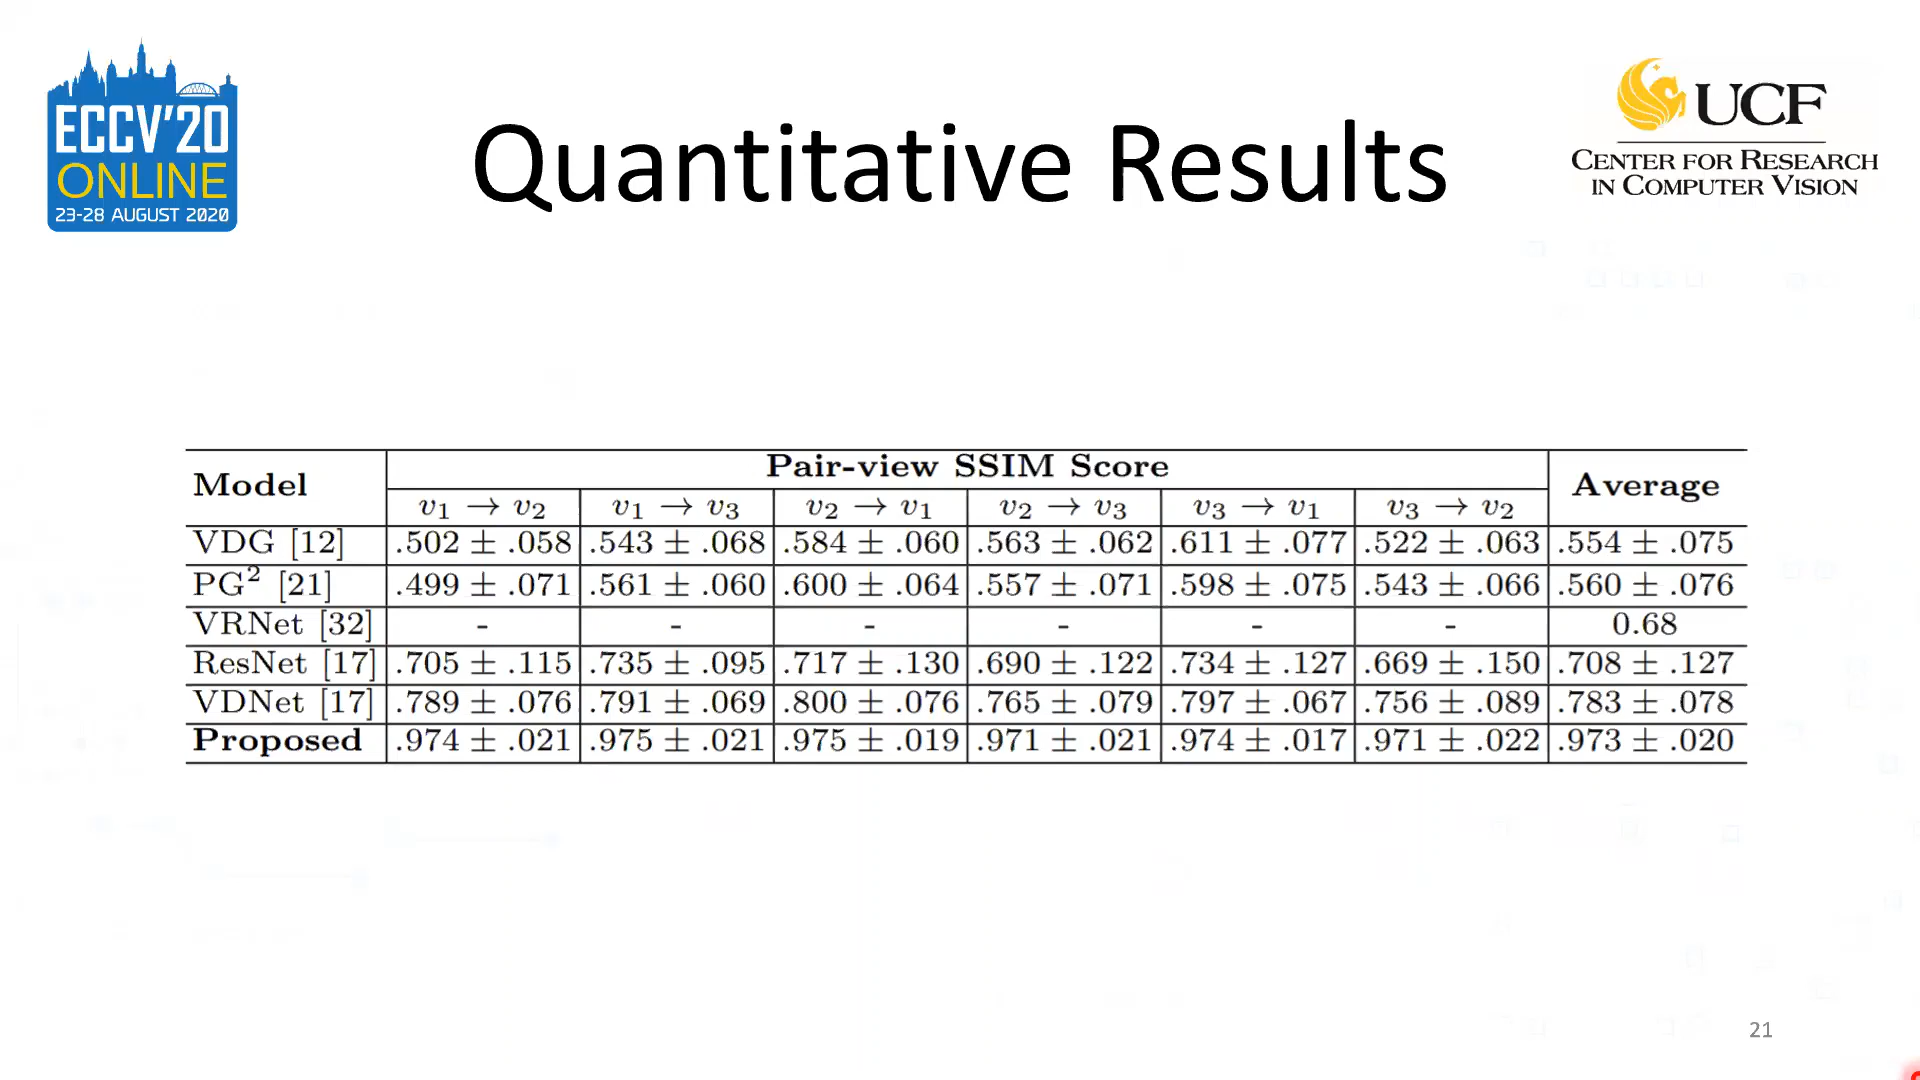 ECCV'20
ONLINE
23-28 AUGUST 2020
Quantitative Results
UCF
CENTER FOR RESEARCH
IN COMPUTER VISION
Model Pair-view SSIM Score Average
v₁ → v₂ v₁ → v₃ v₂ → v₁ v₂ → v₃ v₃ → v₁ v₃ → v₂
VDG [12] .502 ± .058 .543 ± .068 .584 ± .060 .563 ± .062 .611 ± .077 .522 ± .063 .554 ± .075
PG² [21] .499 ± .071 .561 ± .060 .600 ± .064 .557 ± .071 .598 ± .075 .543 ± .066 .560 ± .076
VRNet [32] - - - - - - 0.68
ResNet [17] .705 ± .115 .735 ± .095 .717 ± .130 .690 ± .122 .734 ± .127 .669 ± .150 .708 ± .127
VDNet [17] .789 ± .076 .791 ± .069 .800 ± .076 .765 ± .079 .797 ± .067 .756 ± .089 .783 ± .078
Proposed .974 ± .021 .975 ± .021 .975 ± .019 .971 ± .021 .974 ± .017 .971 ± .022 .973 ± .020
21